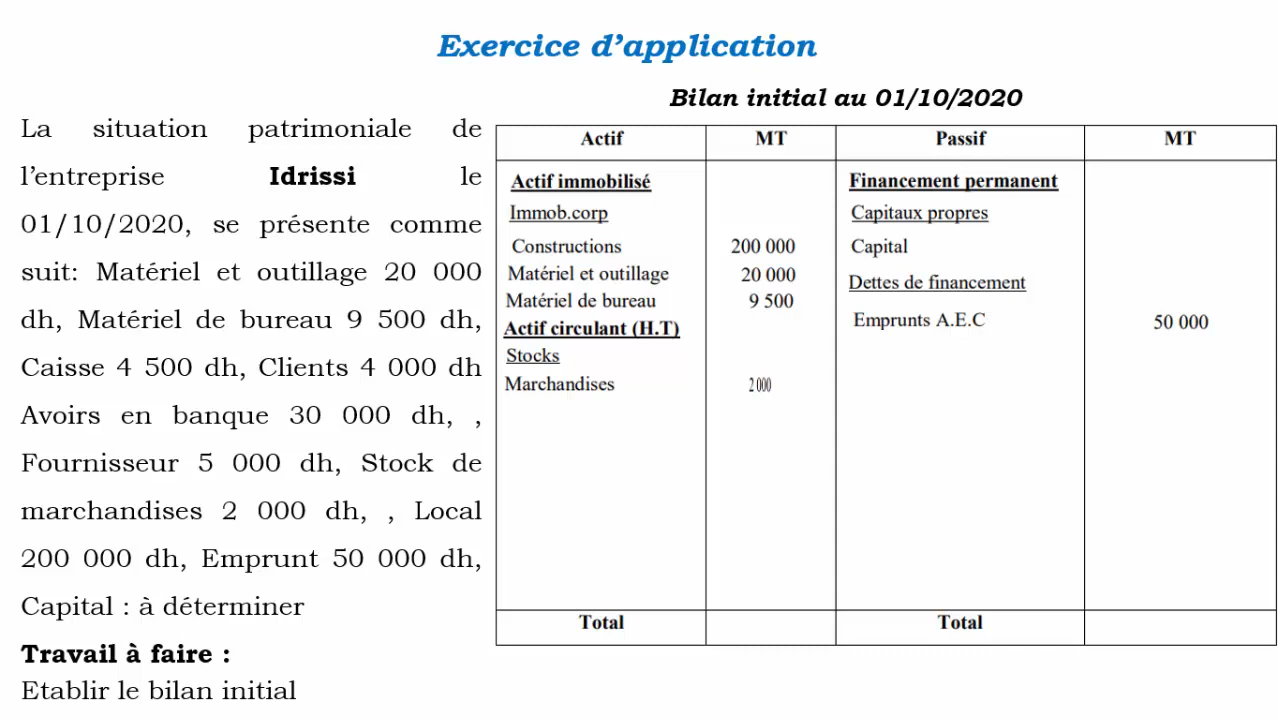 Exercice d’application
La situation patrimoniale de
l’entreprise Idrissi le
01/10/2020, se présente comme
suit: Matériel et outillage 20 000
dh, Matériel de bureau 9 500 dh,
Caisse 4 500 dh, Clients 4 000 dh
Avoirs en banque 30 000 dh, ,
Fournisseur 5 000 dh, Stock de
marchandises 2 000 dh, , Local
200 000 dh, Emprunt 50 000 dh,
Capital : à déterminer
Travail à faire :
Etablir le bilan initial
Bilan initial au 01/10/2020
Actif MT Passif MT
Actif immobilisé Financement permanent
Immob.corp Capitaux propres
Constructions 200 000 Capital
Matériel et outillage 20 000 Dettes de financement
Matériel de bureau 9 500
Emprunts A.E.C 50 000
Actif circulant (H.T)
Stocks
Marchandises 2 000
Total Total